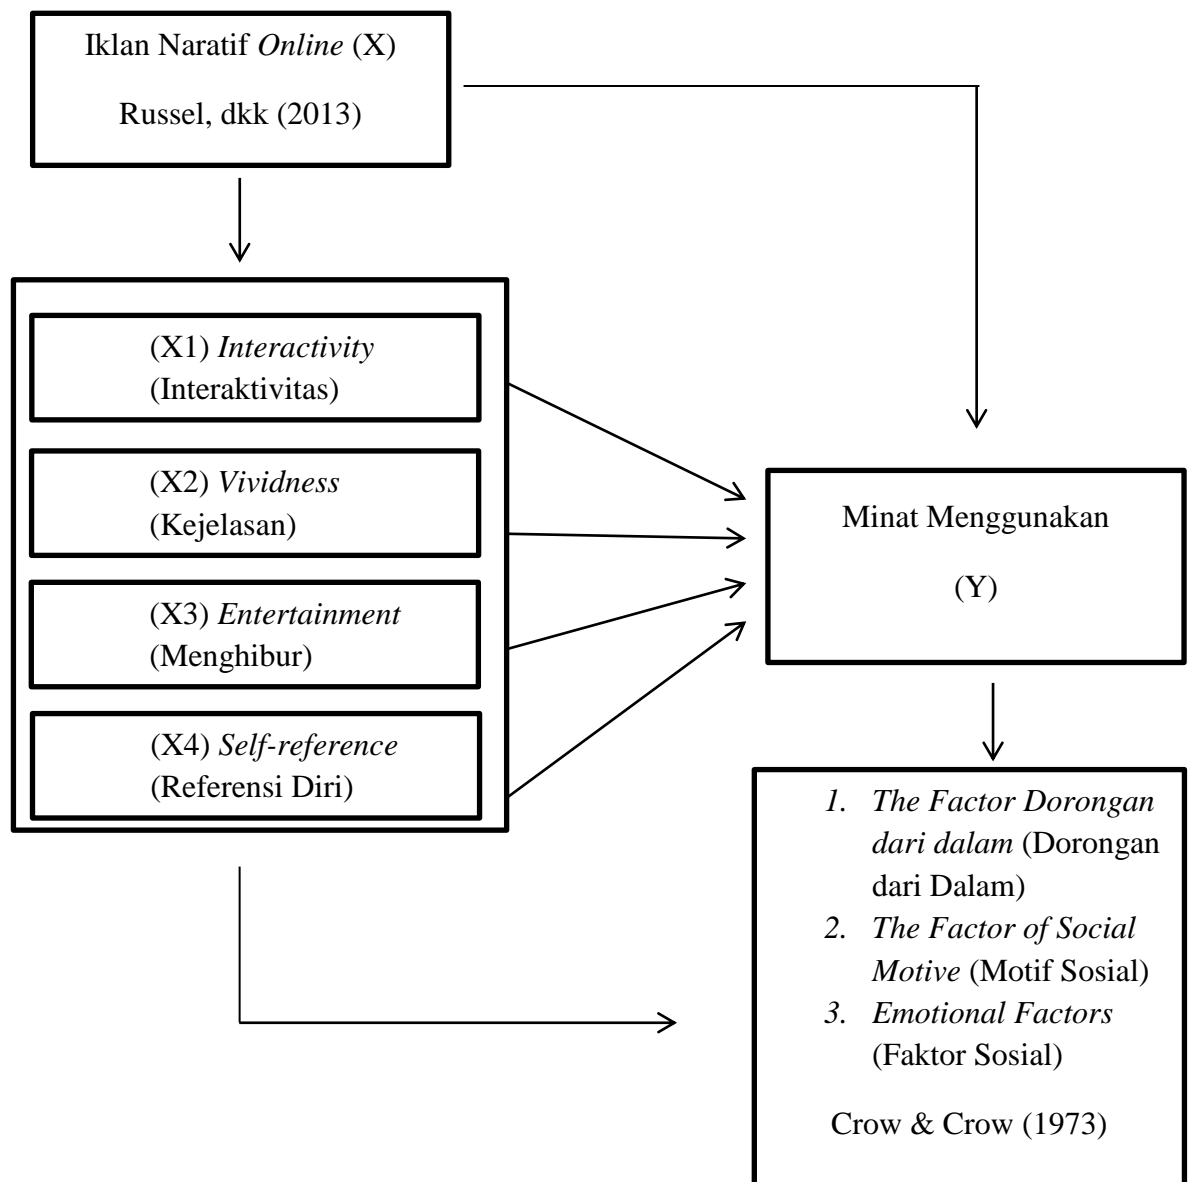 Iklan Naratif Online (X)
Russel, dkk (2013)
(X1) Interactivity
(Interaktivitas)
(X2) Vividness
(Kejelasan)
(X3) Entertainment
(Menghibur)
(X4) Self-reference
(Referensi Diri)
Minat Menggunakan
(Y)
1. The Factor Dorongan
dari dalam (Dorongan
dari Dalam)
2. The Factor of Social
Motive (Motif Sosial)
3. Emotional Factors
(Faktor Sosial)
Crow & Crow (1973)